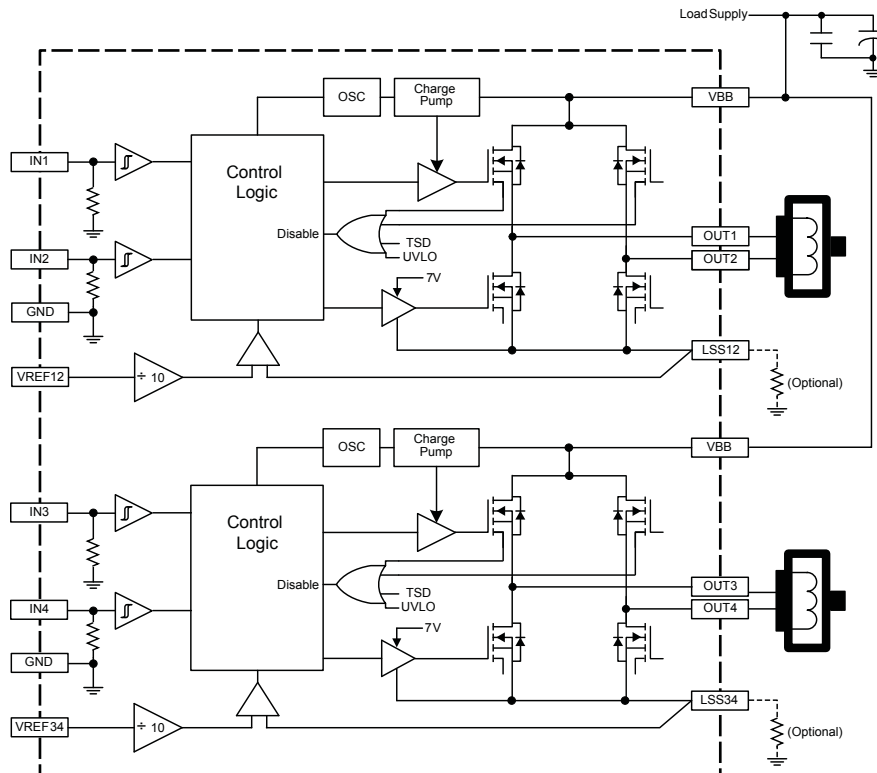 Load Supply
OSC
Charge
Pump
VBB
IN1
Control
Logic
Disable
TSD
UVLO
OUT1
IN2
OUT2
7V
GND
LSS12
VREF12
÷ 10
(Optional)
OSC
Charge
Pump
VBB
IN3
Control
Logic
Disable
TSD
UVLO
OUT3
IN4
OUT4
7V
GND
LSS34
VREF34
÷ 10
(Optional)